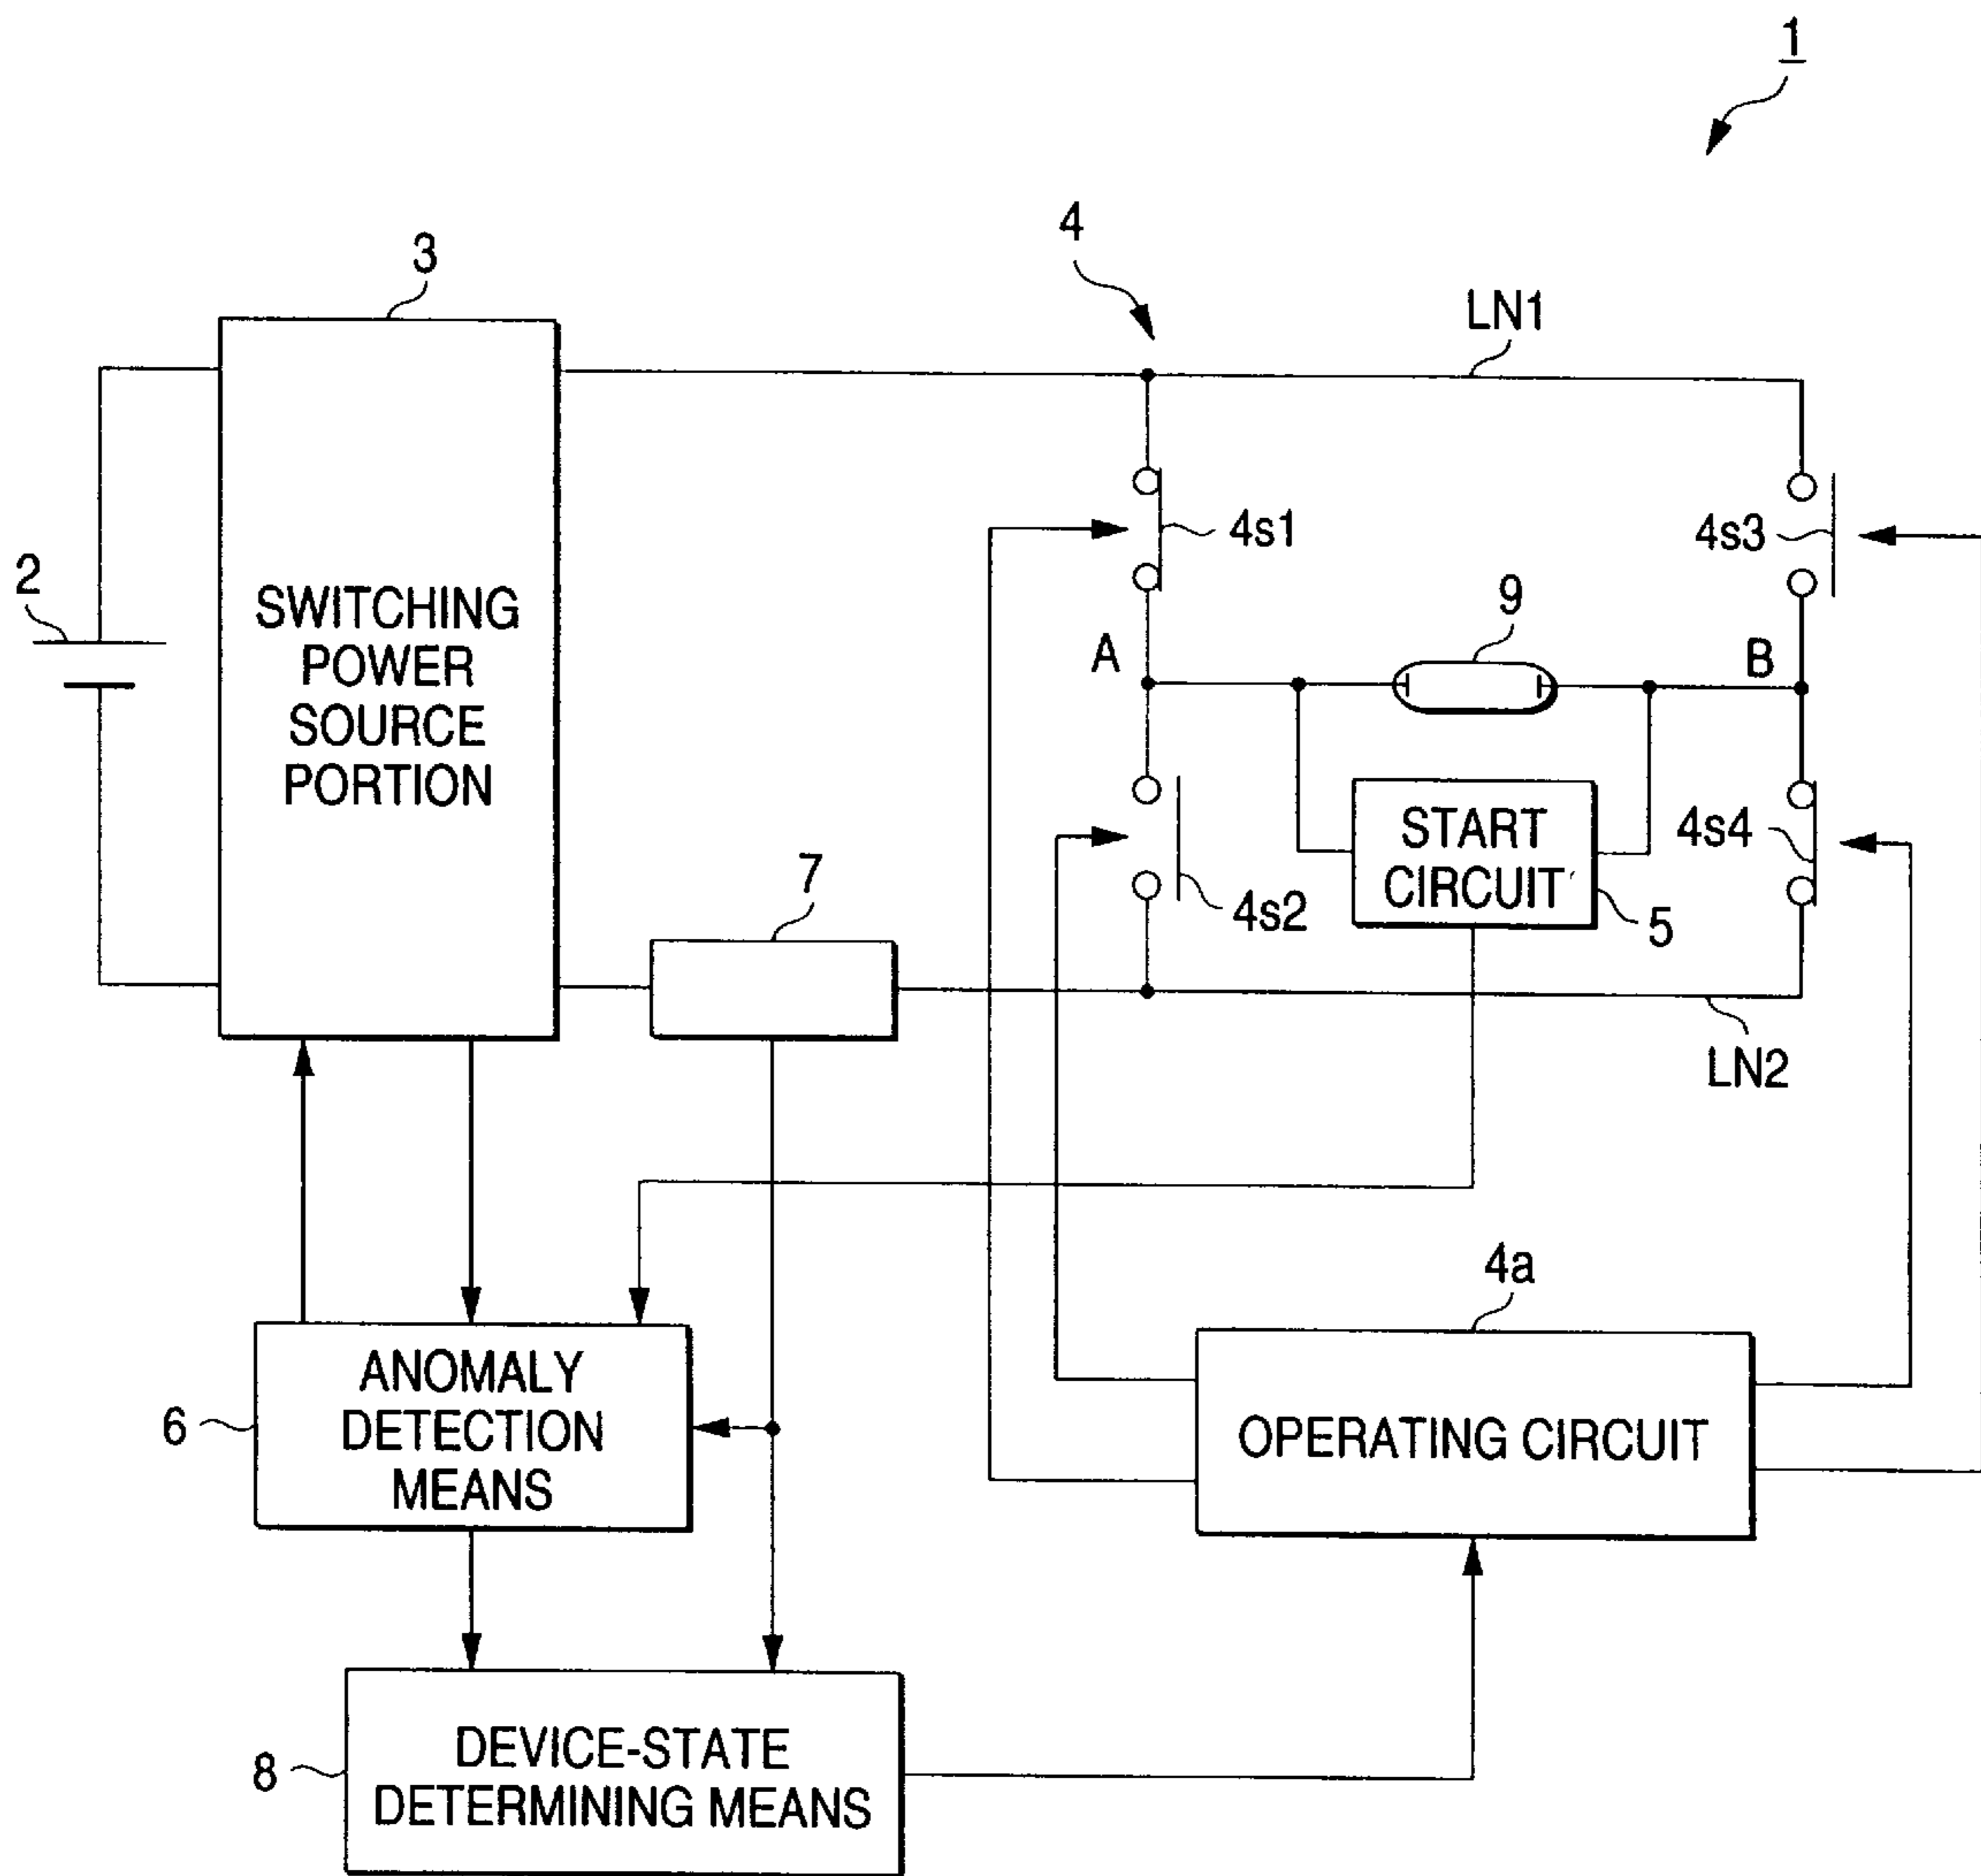 1
3
4
LN1
2
SWITCHING
POWER
SOURCE
PORTION
4s1
4s3
9
A
B
START
CIRCUIT
4s4
7
4s2
5
LN2
4a
6
ANOMALY
DETECTION
MEANS
OPERATING CIRCUIT
8
DEVICE-STATE
DETERMINING MEANS